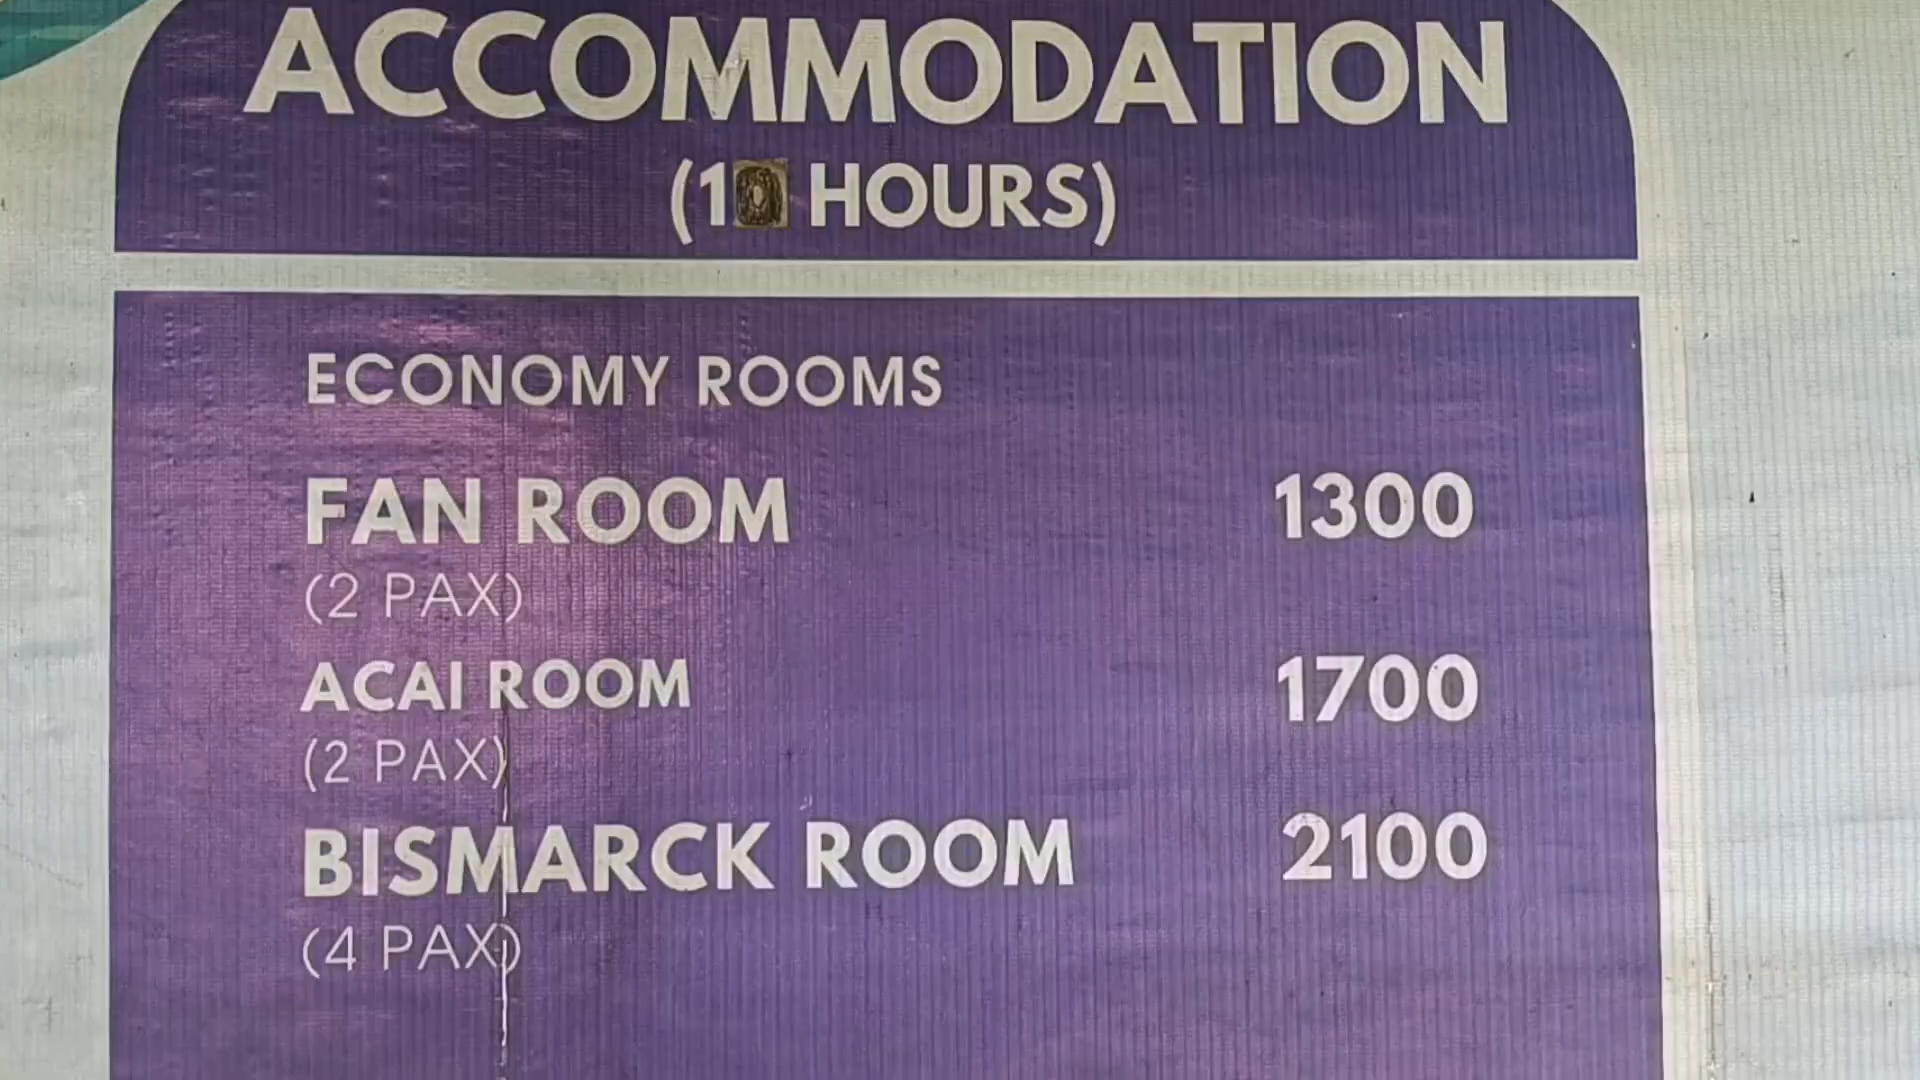 ACCOMMODATION
(10 HOURS)
ECONOMY ROOMS
FAN ROOM 1300
(2 PAX)
ACAI ROOM 1700
(2 PAX)
BISMARCK ROOM 2100
(4 PAX)